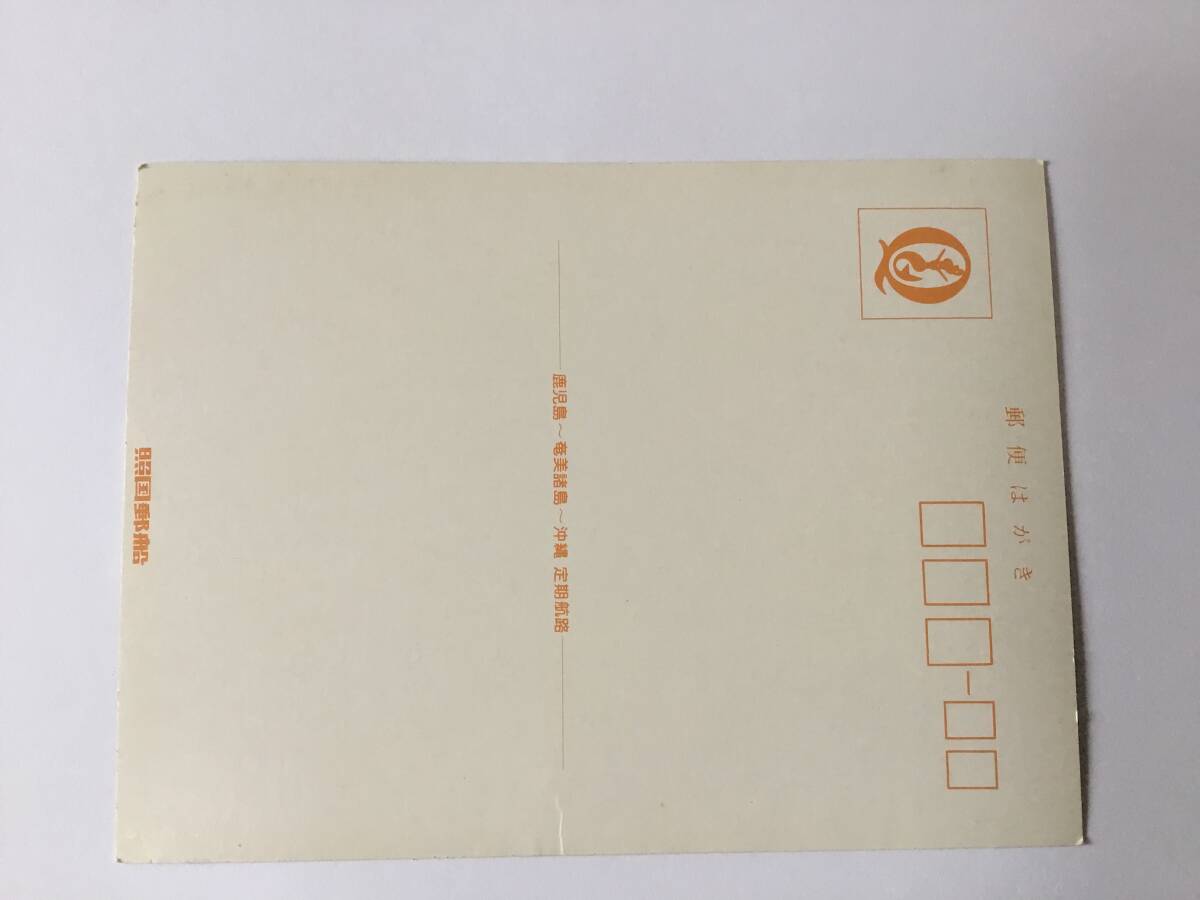 郵便はがき
鹿児島～奄美諸島～沖縄 定期航路
照国郵船